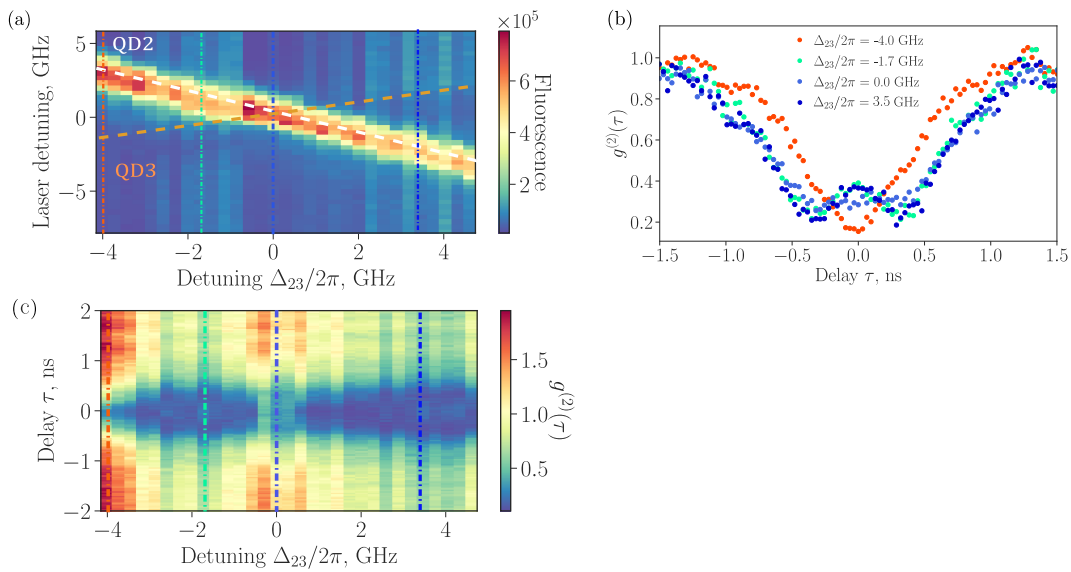 (a)
×10⁵
QD2
QD3
5
0
−5
Laser detuning, GHz
−4
−2
0
2
4
Detuning Δ₂₃/2π, GHz
6
4
2
Fluorescence
(b)
Δ₂₃/2π = -4.0 GHz
Δ₂₃/2π = -1.7 GHz
Δ₂₃/2π = 0.0 GHz
Δ₂₃/2π = 3.5 GHz
1.0
0.8
0.6
0.4
0.2
g⁽²⁾(τ)
−1.5
−1.0
−0.5
0.0
0.5
1.0
1.5
Delay τ, ns
(c)
2
1
0
−1
−2
Delay τ, ns
−4
−2
0
2
4
Detuning Δ₂₃/2π, GHz
1.5
1.0
0.5
g⁽²⁾(τ)